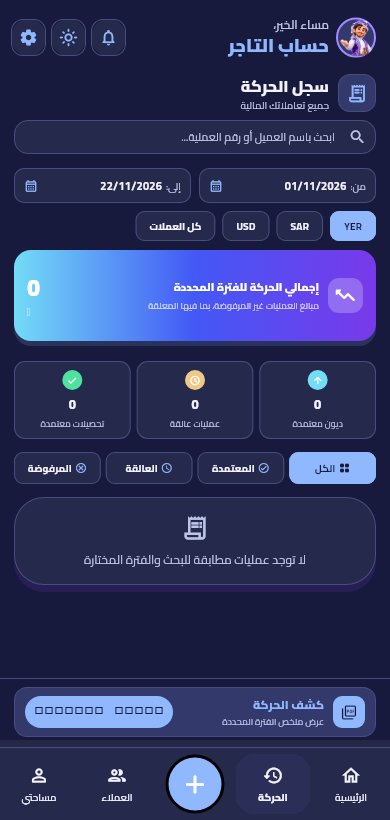 مساء الخير،
حساب التاجر
سجل الحركة
جميع تعاملاتك المالية
ابحث باسم العميل أو رقم العملية...
من: 01/11/2026
إلى: 22/11/2026
YER
SAR
USD
كل العملات
إجمالي الحركة للفترة المحددة
مبالغ العمليات غير المرفوضة، بما فيها المعلقة
0
0
ديون معتمدة
0
عمليات عالقة
0
تحصيلات معتمدة
الكل
المعتمدة
العالقة
المرفوضة
لا توجد عمليات مطابقة للبحث والفترة المختارة
كشف الحركة
عرض ملخص الفترة المحددة
الرئيسية
الحركة
العملاء
مساحتي